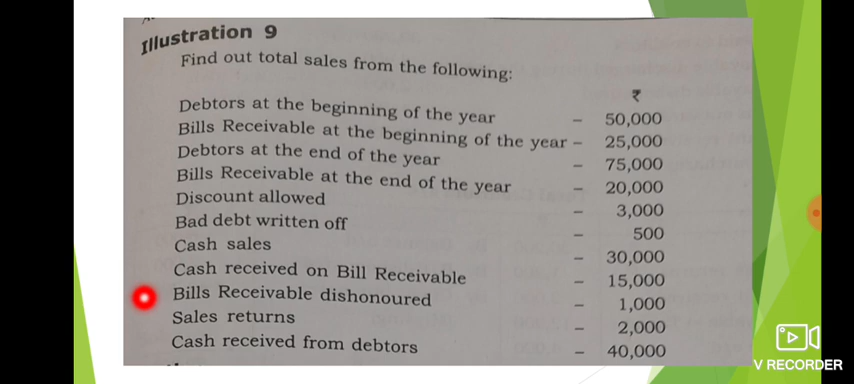 Illustration 9
Find out total sales from the following:
₹
Debtors at the beginning of the year – 50,000
Bills Receivable at the beginning of the year – 25,000
Debtors at the end of the year – 75,000
Bills Receivable at the end of the year – 20,000
Discount allowed – 3,000
Bad debt written off – 500
Cash sales – 30,000
Cash received on Bill Receivable – 15,000
Bills Receivable dishonoured – 1,000
Sales returns – 2,000
Cash received from debtors – 40,000
V RECORDER